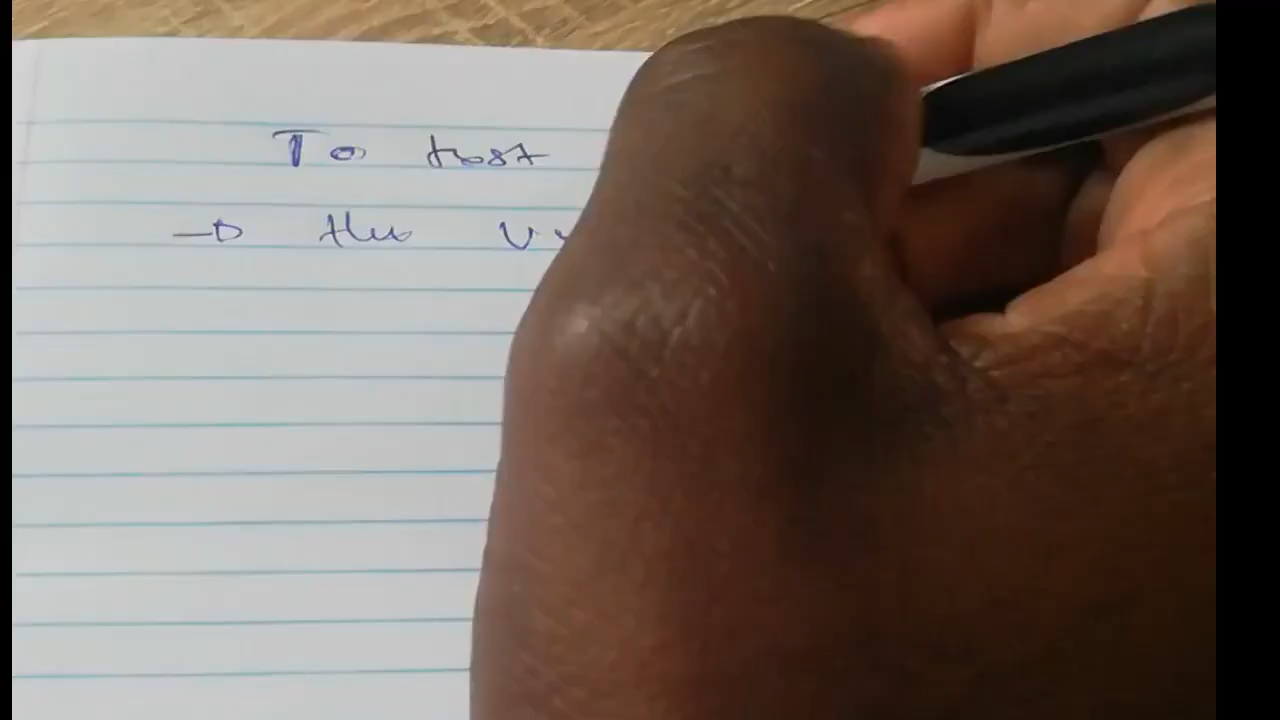 To test
→ the